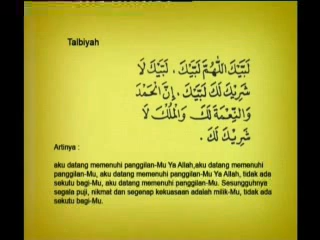 Talbiyah
لَبَّيْكَ اللّٰهُمَّ لَبَّيْكَ ، لَبَّيْكَ لَا
شَرِيْكَ لَكَ لَبَّيْكَ ، اِنَّ الْحَمْدَ
وَالنِّعْمَةَ لَكَ وَالْمُلْكَ لَا
شَرِيْكَ لَكَ .
Artinya :
aku datang memenuhi panggilan-Mu Ya Allah,aku datang memenuhi
panggilan-Mu, aku datang memenuhi panggilan-Mu Ya Allah, tidak ada
sekutu bagi-Mu, aku datang memenuhi panggilan-Mu. Sesungguhnya
segala puji, nikmat dan segenap kekuasaan adalah milik-Mu, tidak ada
sekutu bagi-Mu.